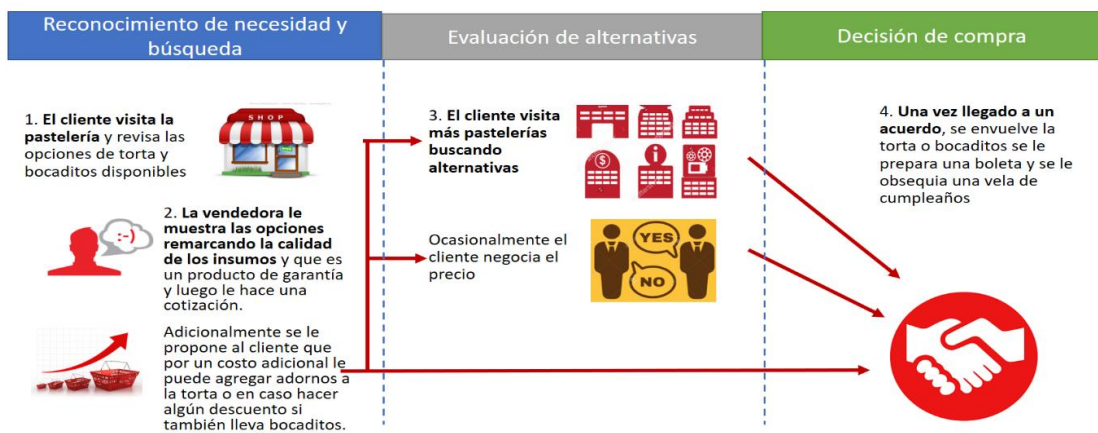 Reconocimiento de necesidad y
búsqueda
Evaluación de alternativas
Decisión de compra
1. El cliente visita la
pastelería y revisa las
opciones de torta y
bocaditos disponibles
SHOP
2. La vendedora le
muestra las opciones
remarcando la calidad
de los insumos y que es
un producto de garantía
y luego le hace una
cotización.
:-)
Adicionalmente se le
propone al cliente que
por un costo adicional le
puede agregar adornos a
la torta o en caso hacer
algún descuento si
también lleva bocaditos.
3. El cliente visita
más pastelerías
buscando
alternativas
$
i
Ocasionalmente el
cliente negocia el
precio
YES
NO
4. Una vez llegado a un
acuerdo, se envuelve la
torta o bocaditos se le
prepara una boleta y se le
obsequia una vela de
cumpleaños